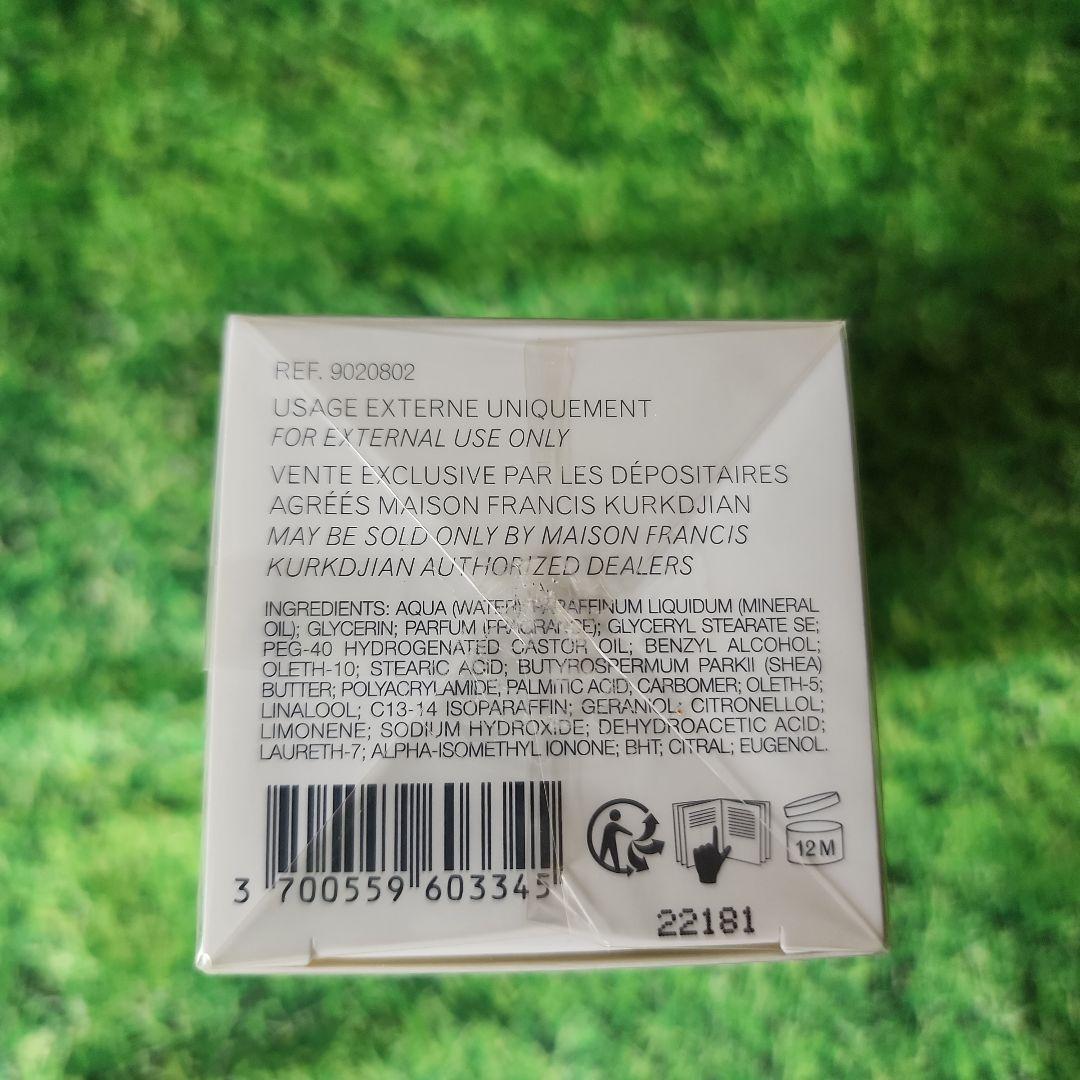 REF. 9020802
USAGE EXTERNE UNIQUEMENT
FOR EXTERNAL USE ONLY
VENTE EXCLUSIVE PAR LES DÉPOSITAIRES
AGRÉÉS MAISON FRANCIS KURKDJIAN
MAY BE SOLD ONLY BY MAISON FRANCIS
KURKDJIAN AUTHORIZED DEALERS
INGREDIENTS: AQUA (WATER); PARAFFINUM LIQUIDUM (MINERAL
OIL); GLYCERIN; PARFUM (FRAGRANCE); GLYCERYL STEARATE SE;
PEG-40 HYDROGENATED CASTOR OIL; BENZYL ALCOHOL;
OLETH-10; STEARIC ACID; BUTYROSPERMUM PARKII (SHEA)
BUTTER; POLYACRYLAMIDE; PALMITIC ACID; CARBOMER; OLETH-5;
LINALOOL; C13-14 ISOPARAFFIN; GERANIOL; CITRONELLOL;
LIMONENE; SODIUM HYDROXIDE; DEHYDROACETIC ACID;
LAURETH-7; ALPHA-ISOMETHYL IONONE; BHT; CITRAL; EUGENOL.
12M
3 700559 603345
22181